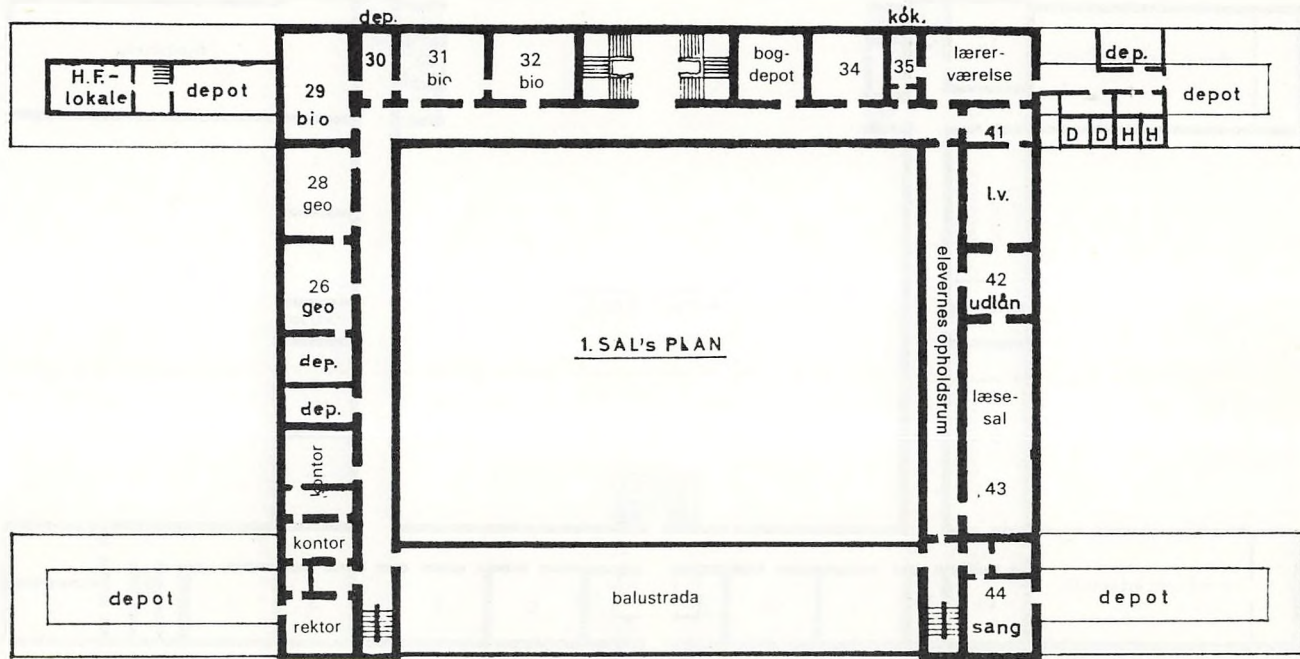 dep.
kök.
H.F.-
lokale
depot
29
bio
30
31
bio
32
bio
bog-
depot
34
35
lærer-
værelse
dep.
depot
D
D
H
H
41
28
geo
l.v.
26
geo
42
udlån
1. SAL's PLAN
elevernes opholdsrum
dep.
dep.
læse-
sal
kontor
43
kontor
depot
rektor
balustrada
44
sang
depot